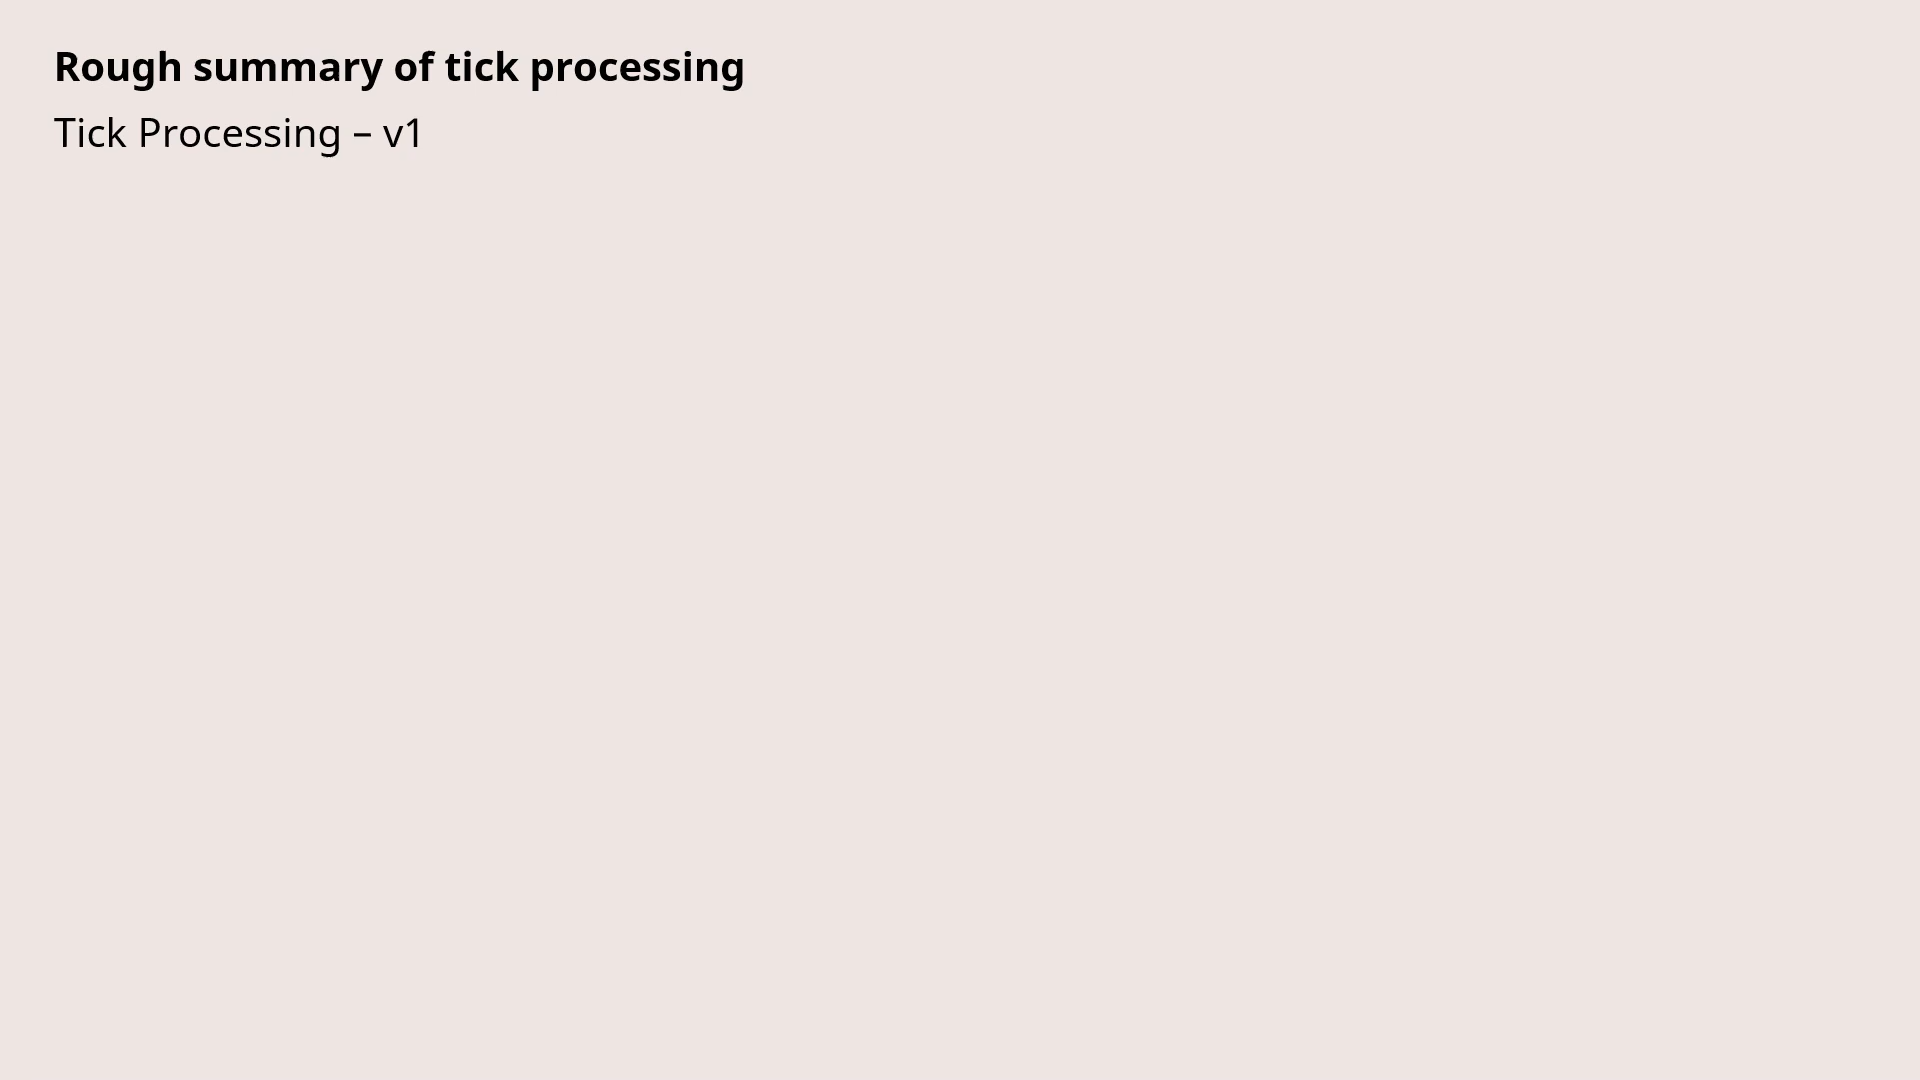 Rough summary of tick processing
Tick Processing – v1